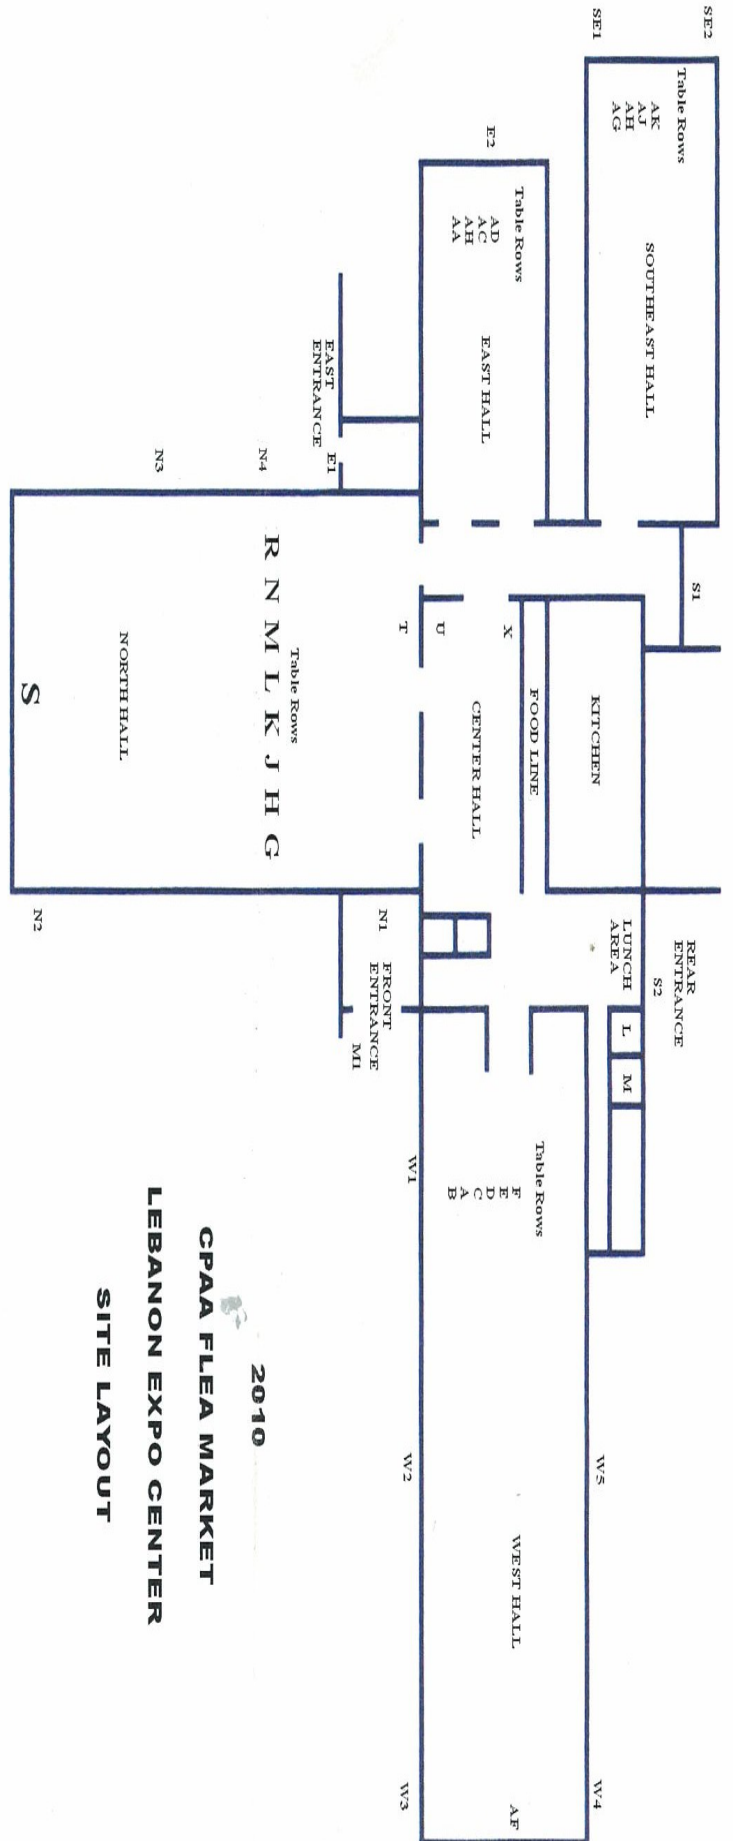 SE2
SE1
Table Rows
AK
AJ
AH
AG
SOUTHEAST HALL
S1
REAR
ENTRANCE
S2
LUNCH
AREA
L M
KITCHEN
FOOD LINE
E2
Table Rows
AD
AC
AH
AA
EAST HALL
X
U
T
CENTER HALL
Table Rows
F
E
D
C
A
B
WEST HALL
AF
W5
W4
W1
W2
W3
EAST
ENTRANCE
E1
N4
N3
N1
FRONT
ENTRANCE
M1
Table Rows
R N M L K J H G
NORTH HALL
S
N2
2010
CPAA FLEA MARKET
LEBANON EXPO CENTER
SITE LAYOUT